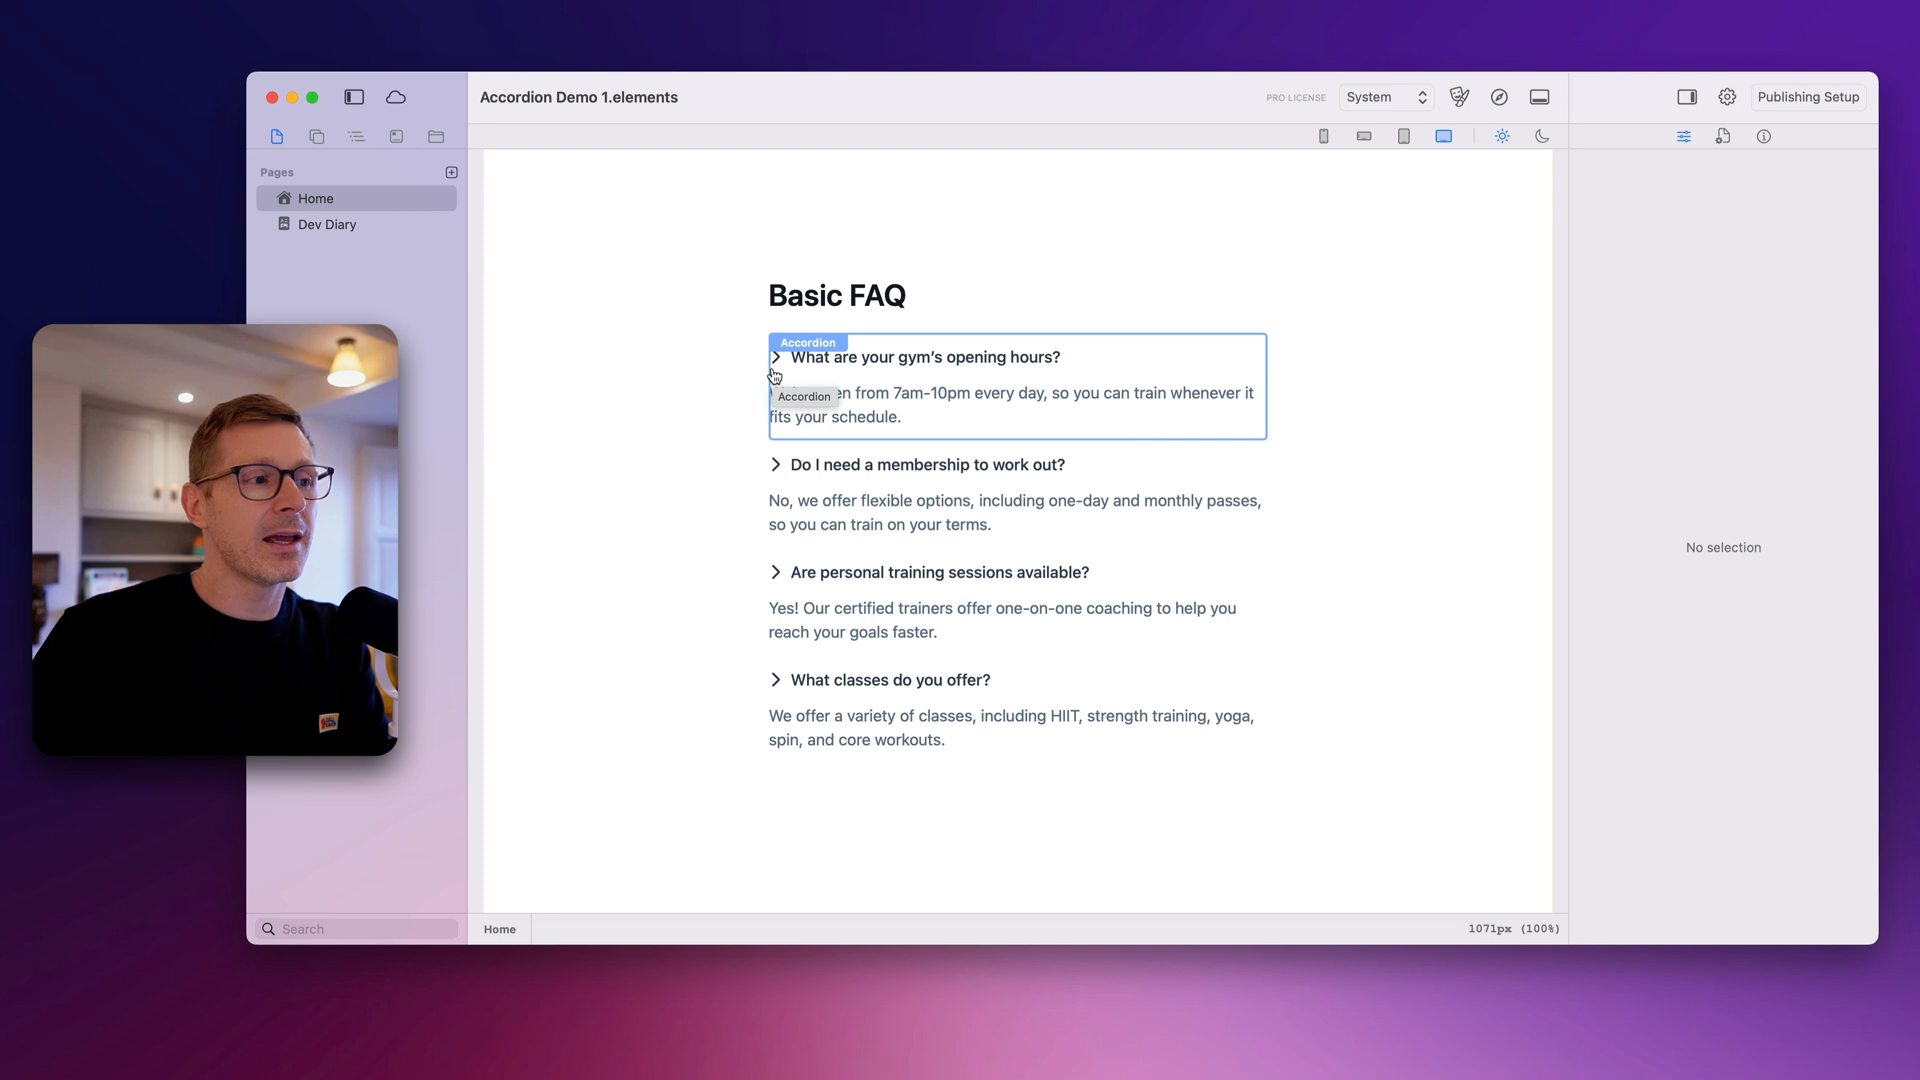 Accordion Demo 1.elements
PRO LICENSE
System
Publishing Setup
Pages
Home
Dev Diary
Basic FAQ
Accordion
What are your gym's opening hours?
en from 7am-10pm every day, so you can train whenever it
Accordion
fits your schedule.
Do I need a membership to work out?
No, we offer flexible options, including one-day and monthly passes,
so you can train on your terms.
Are personal training sessions available?
Yes! Our certified trainers offer one-on-one coaching to help you
reach your goals faster.
What classes do you offer?
We offer a variety of classes, including HIIT, strength training, yoga,
spin, and core workouts.
No selection
Search
Home
1071px (100%)